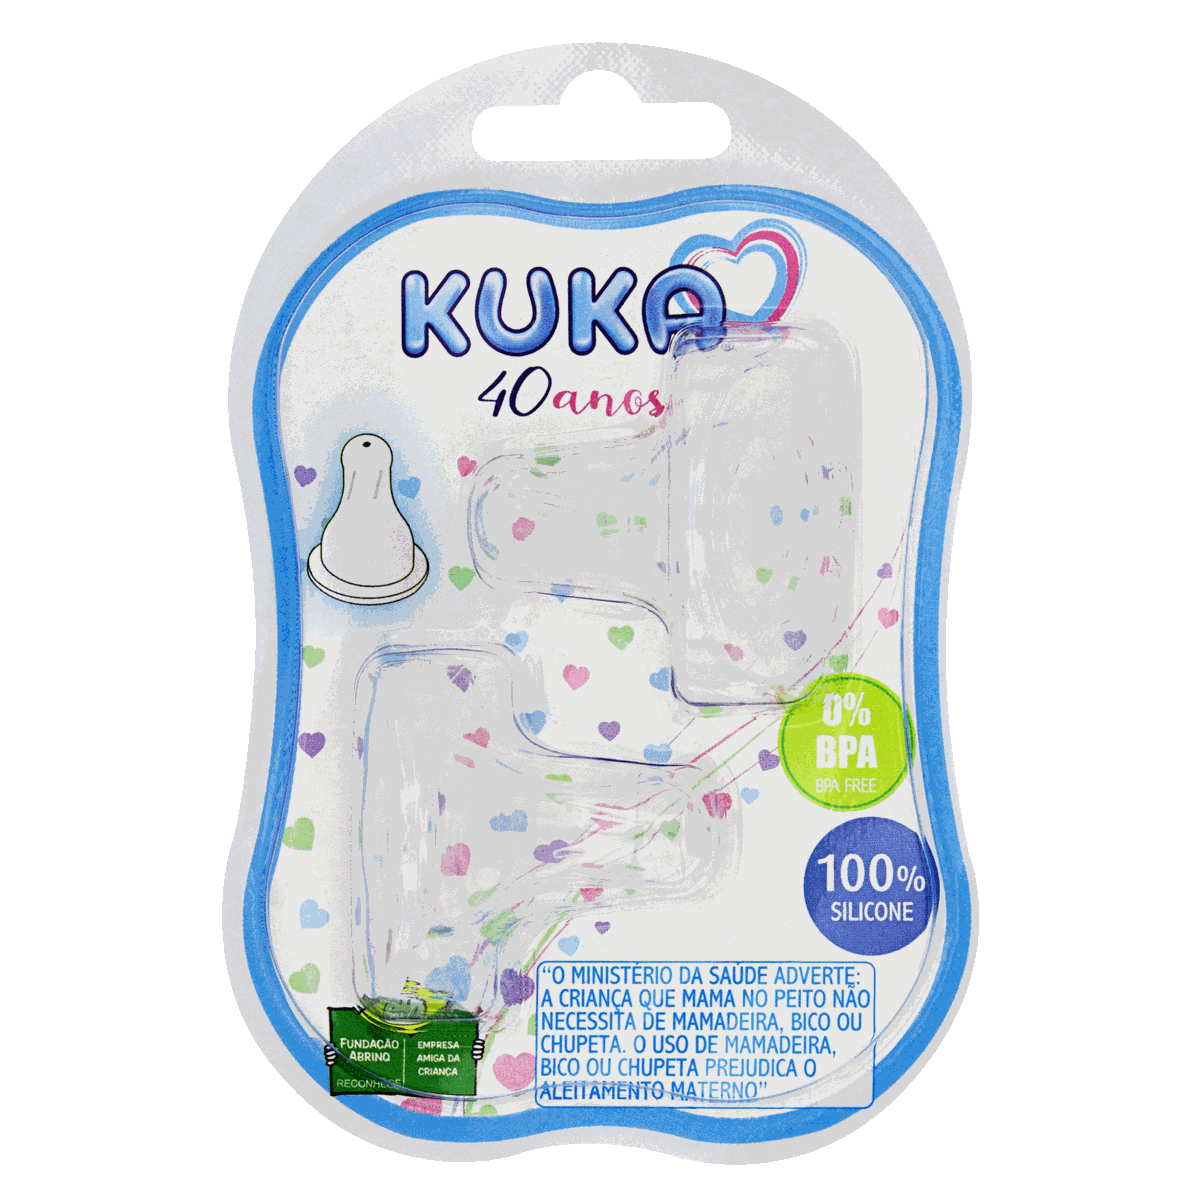 KUKA
40 anos
0%
BPA
BPA FREE
100%
SILICONE
"O MINISTÉRIO DA SAÚDE ADVERTE:
A CRIANÇA QUE MAMA NO PEITO NÃO
NECESSITA DE MAMADEIRA, BICO OU
CHUPETA. O USO DE MAMADEIRA,
BICO OU CHUPETA PREJUDICA O
ALEITAMENTO MATERNO"
FUNDAÇÃO
ABRINQ
RECONHECE
EMPRESA
AMIGA DA
CRIANÇA